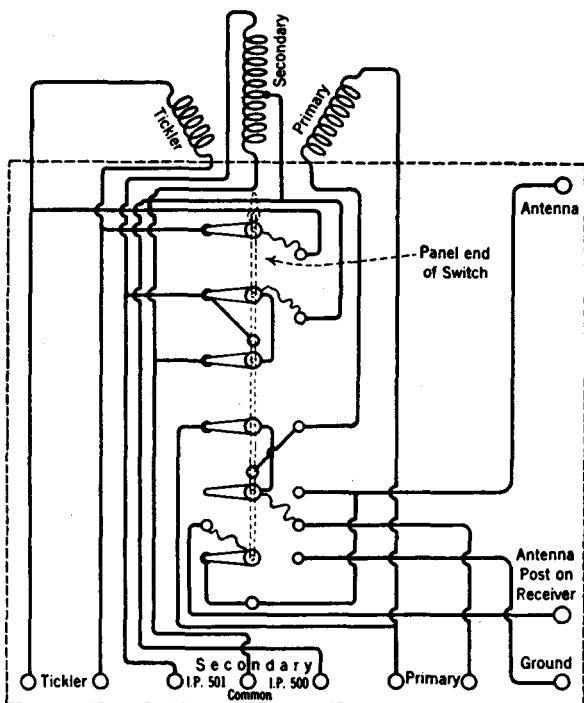 Secondary
Tickler
Primary
Antenna
Panel end
of Switch
Antenna
Post on
Receiver
Ground
Tickler
Secondary
I.P. 501 I.P. 500
Common
Primary